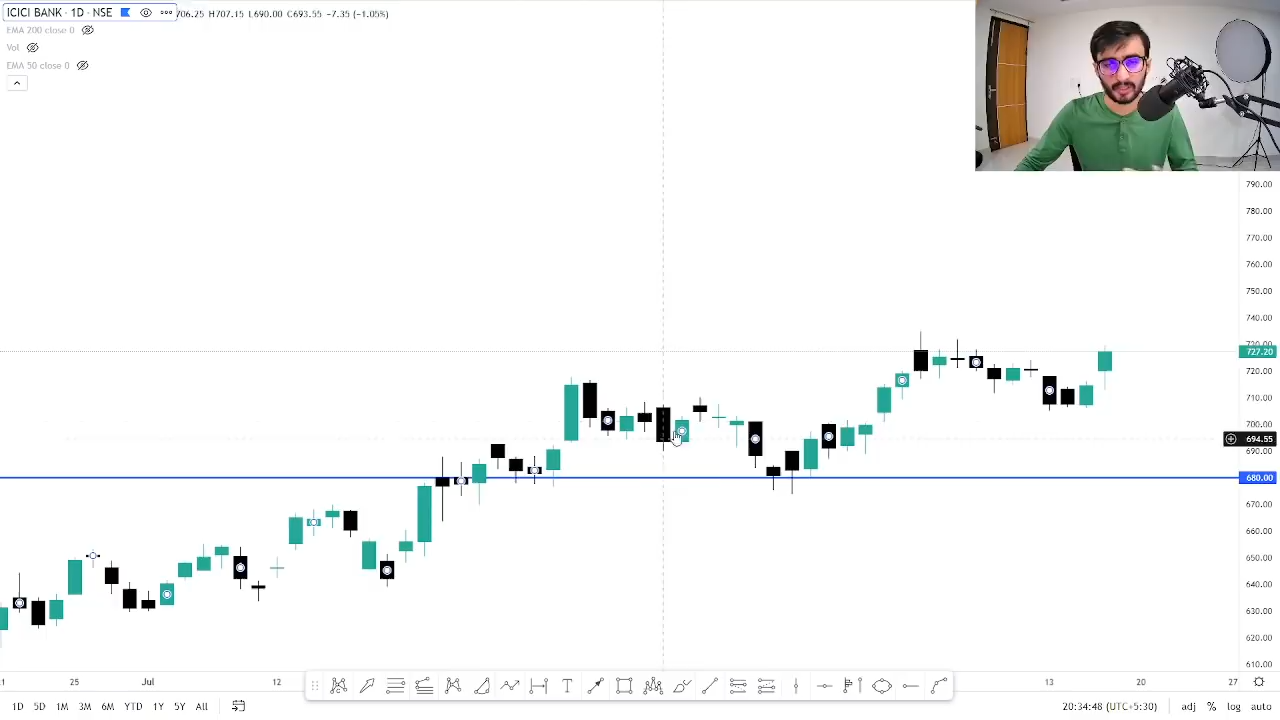 ICICI BANK · 1D · NSE
706.25 H707.15 L690.00 C693.55 −7.35 (−1.05%)
EMA 200 close 0
Vol
EMA 50 close 0
790.00
780.00
770.00
760.00
750.00
740.00
730.00
727.20
720.00
710.00
700.00
694.55
690.00
680.00
670.00
660.00
650.00
640.00
630.00
620.00
610.00
25
Jul
12
13
20
27
1D 5D 1M 3M 6M YTD 1Y 5Y All
20:34:48 (UTC+5:30)
adj % log auto